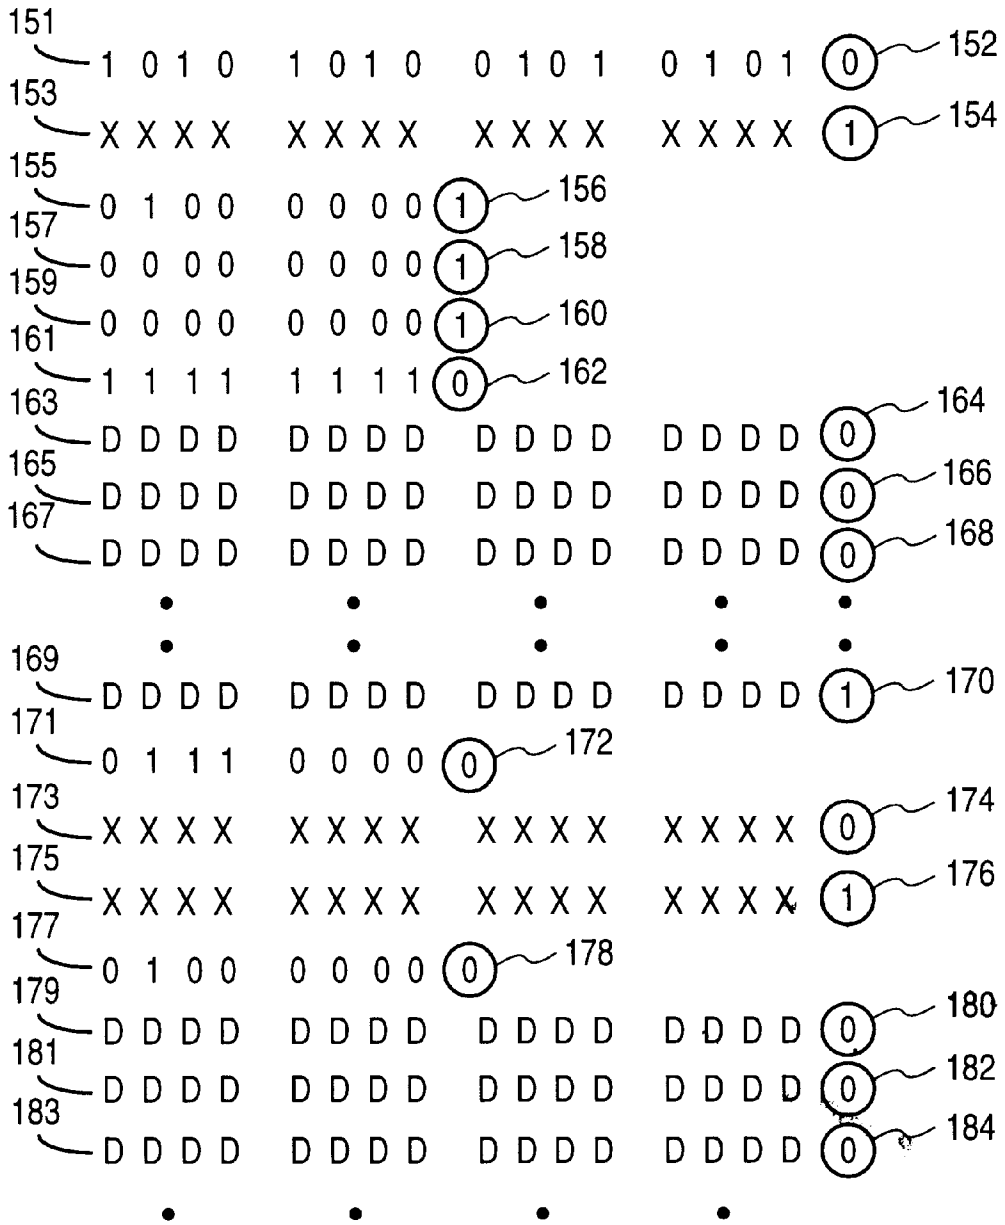 151 1 0 1 0 1 0 1 0 0 1 0 1 0 1 0 1 0 152
153 X X X X X X X X X X X X X X X X 1 154
155 0 1 0 0 0 0 0 0 1 156
157 0 0 0 0 0 0 0 0 1 158
159 0 0 0 0 0 0 0 0 1 160
161 1 1 1 1 1 1 1 1 0 162
163 D D D D D D D D D D D D D D D D 0 164
165 D D D D D D D D D D D D D D D D 0 166
167 D D D D D D D D D D D D D D D D 0 168
• • • • •
• • • • •
169 D D D D D D D D D D D D D D D D 1 170
171 0 1 1 1 0 0 0 0 0 172
173 X X X X X X X X X X X X X X X X 0 174
175 X X X X X X X X X X X X X X X X 1 176
177 0 1 0 0 0 0 0 0 0 178
179 D D D D D D D D D D D D D D D D 0 180
181 D D D D D D D D D D D D D D D D 0 182
183 D D D D D D D D D D D D D D D D 0 184
• • • •